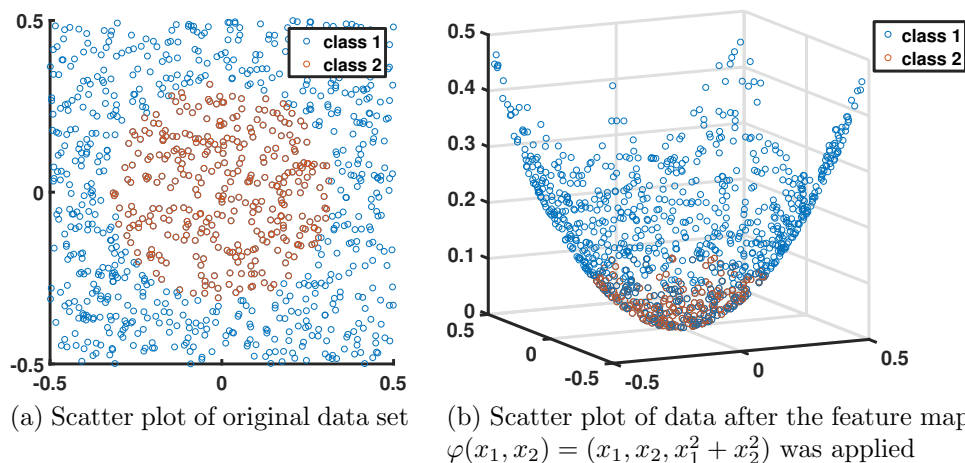 0.5
0
-0.5
-0.5
0
0.5
class 1
class 2
(a) Scatter plot of original data set
0.5
0.4
0.3
0.2
0.1
0
0.5
0
-0.5
-0.5
0
0.5
class 1
class 2
(b) Scatter plot of data after the feature map
φ(x₁, x₂) = (x₁, x₂, x₁² + x₂²) was applied